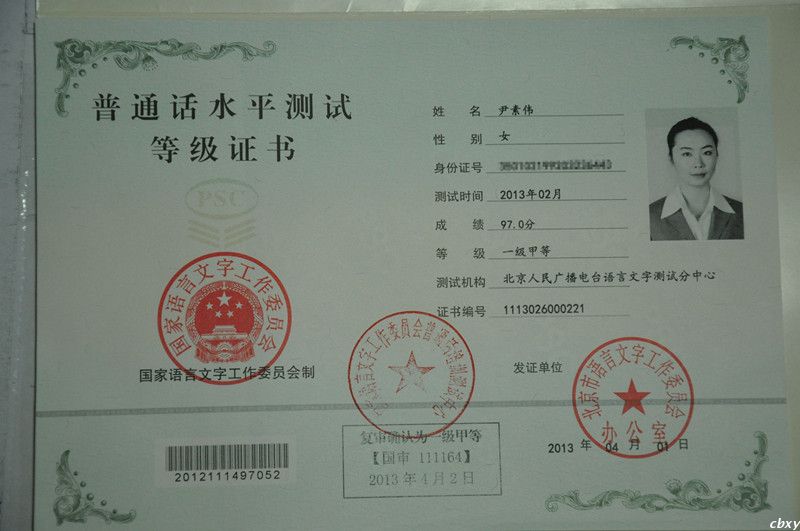 普通话水平测试
等级证书
PSC
国家语言文字工作委员会
国家语言文字工作委员会制
姓 名 尹素伟
性 别 女
身份证号
测试时间 2013年02月
成 绩 97.0分
等 级 一级甲等
测试机构 北京人民广播电台语言文字测试分中心
证书编号 1113026000221
发证单位
北京市语言文字工作委员会
办公室
2013 年 04 月 01 日
2012111497052
复审确认为一级甲等
【国审 111164】
2013年4月2日
cbxy